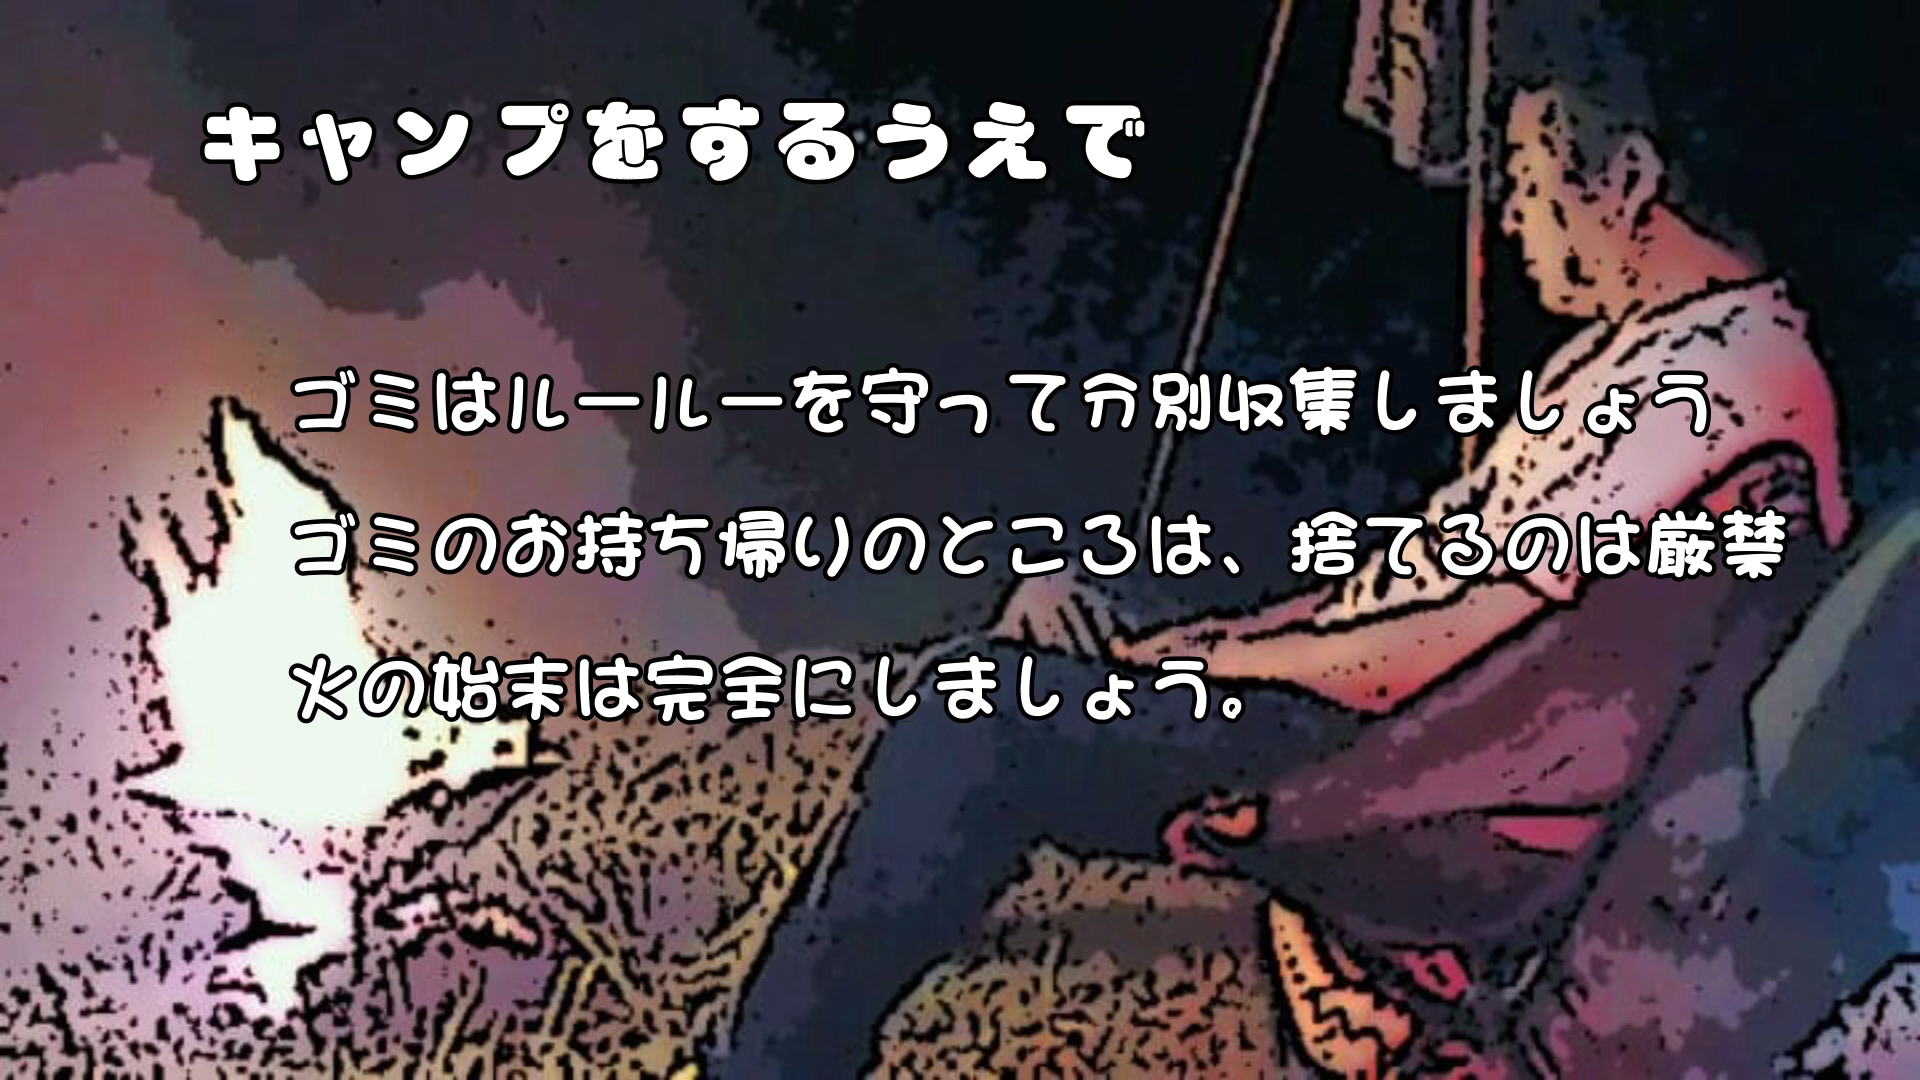 キャンプをするうえで
ゴミはルールーを守って分別収集しましょう
ゴミのお持ち帰りのところは、捨てるのは厳禁
火の始末は完全にしましょう。